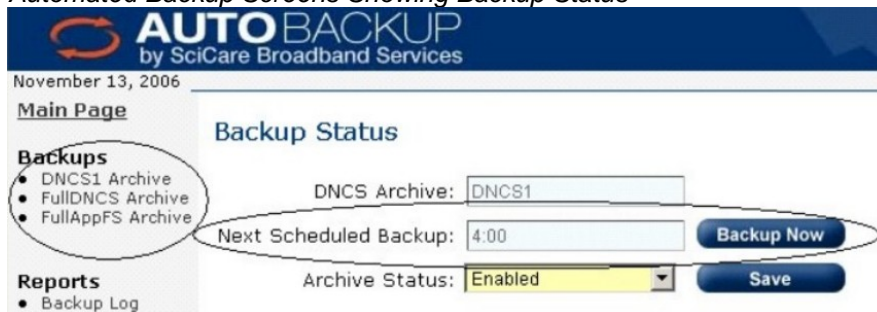 Automated Backup Screens Showing Backup Status
AUTOBACKUP
by SciCare Broadband Services
November 13, 2006
Main Page
Backups
• DNCS1 Archive
• FullDNCS Archive
• FullAppFS Archive
Reports
• Backup Log
Backup Status
DNCS Archive: DNCS1
Next Scheduled Backup: 4:00 Backup Now
Archive Status: Enabled Save